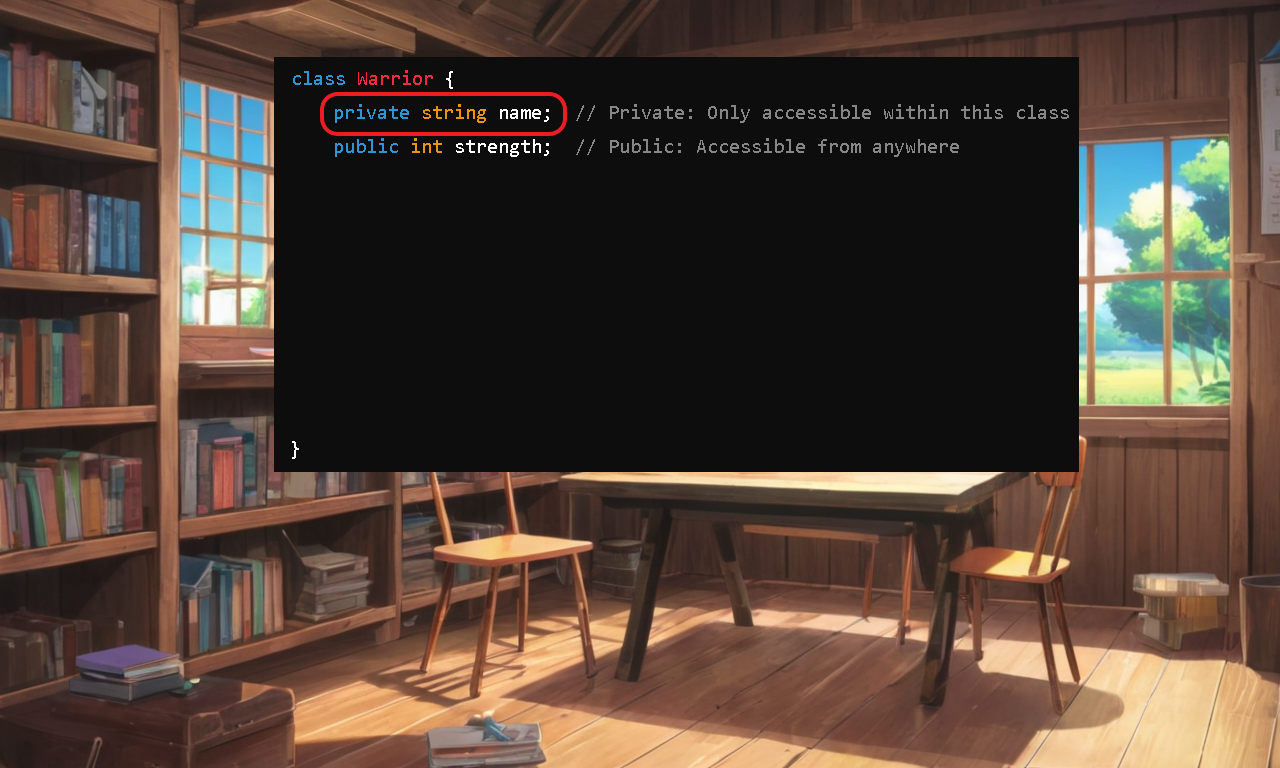 class Warrior {
private string name; // Private: Only accessible within this class
public int strength; // Public: Accessible from anywhere
}